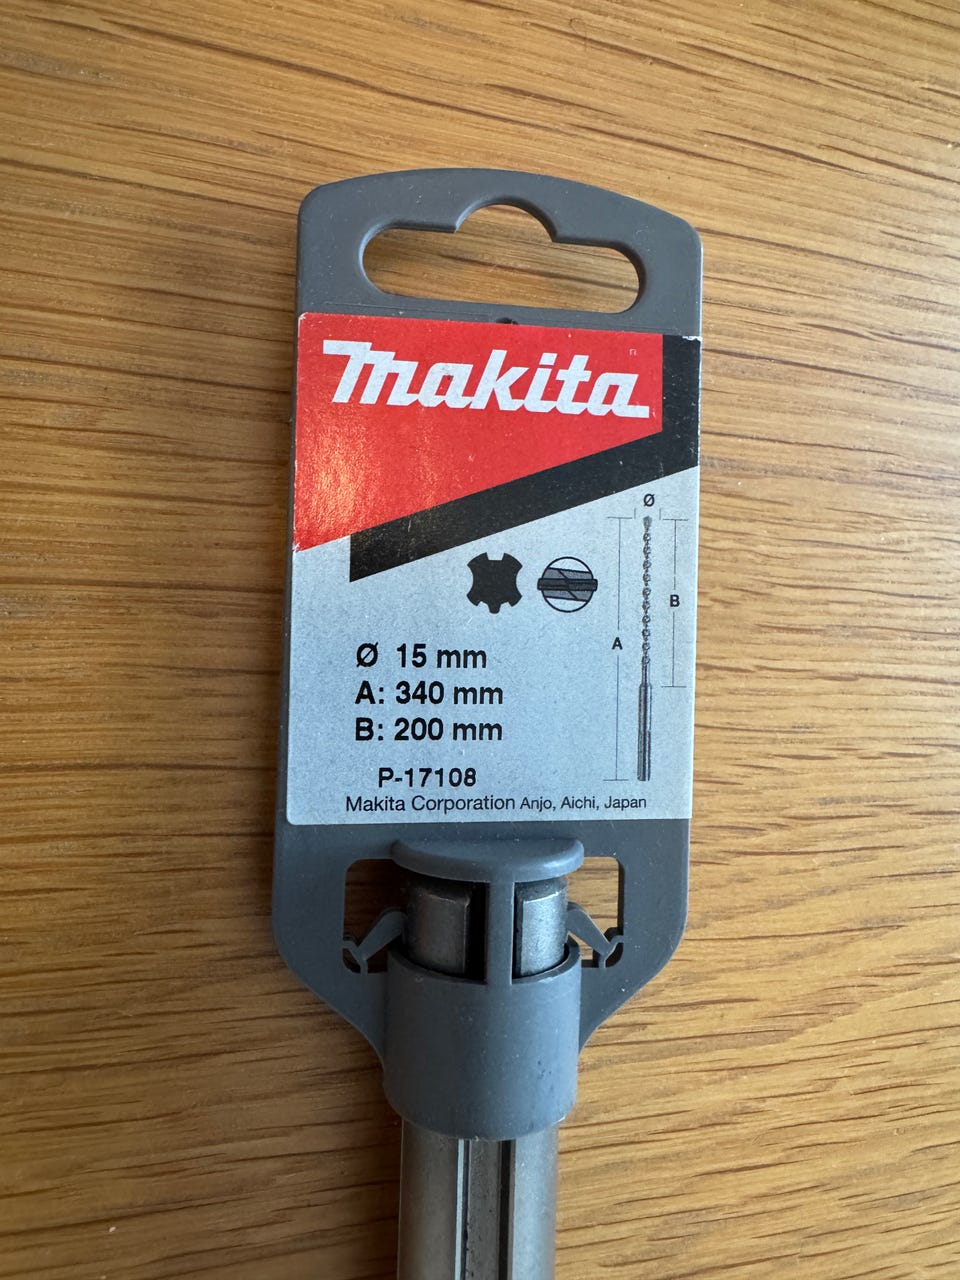 makita
Ø
B
A
Ø 15 mm
A: 340 mm
B: 200 mm
P-17108
Makita Corporation Anjo, Aichi, Japan